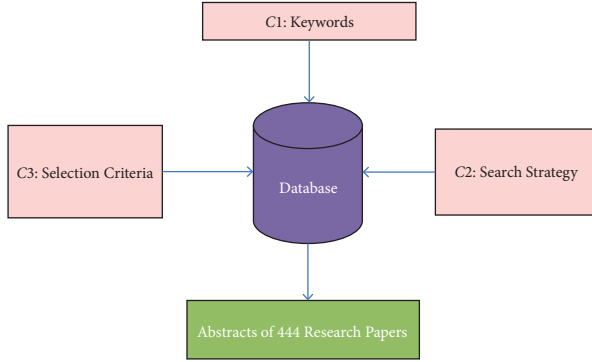 C1: Keywords
C3: Selection Criteria
Database
C2: Search Strategy
Abstracts of 444 Research Papers